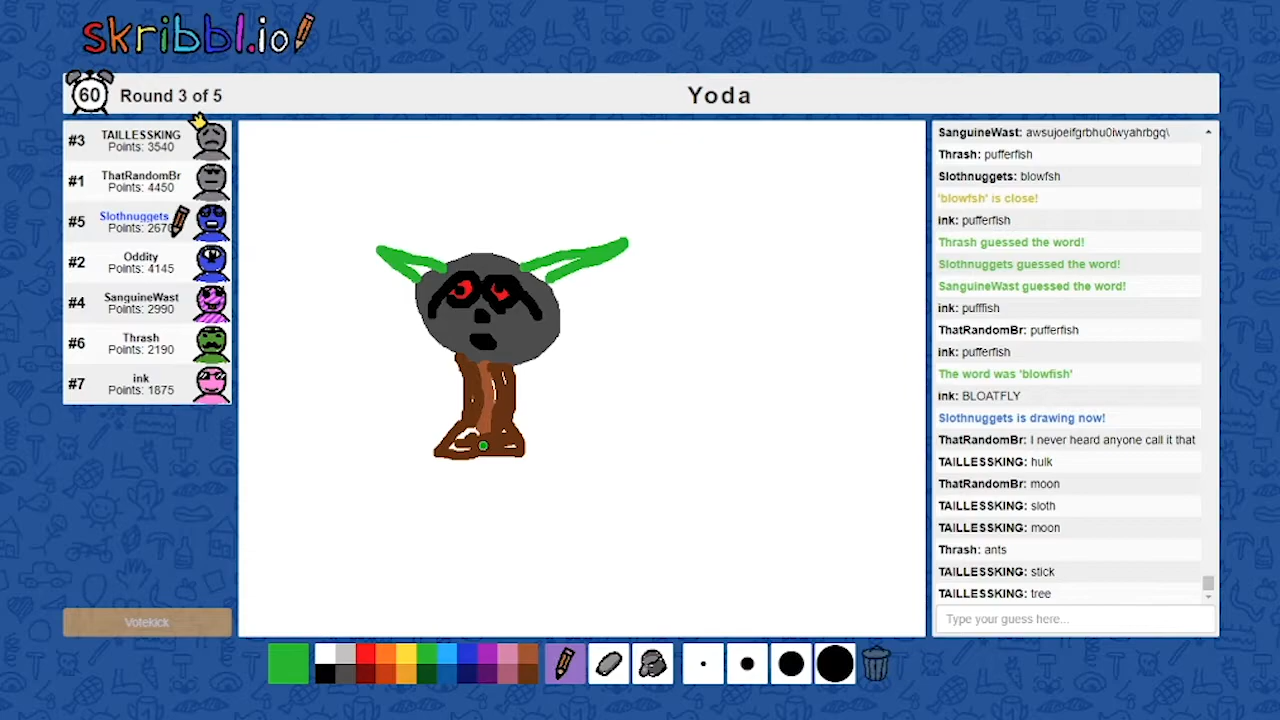 skribbl.io
60
Round 3 of 5
Yoda
#3
TAILLESSKING
Points: 3540
#1
ThatRandomBr
Points: 4450
#5
Slothnuggets
Points: 2670
#2
Oddity
Points: 4145
#4
SanguineWast
Points: 2990
#6
Thrash
Points: 2190
#7
ink
Points: 1875
Votekick
SanguineWast: awsujoeifgrbhu0iwyahrbgq\
Thrash: pufferfish
Slothnuggets: blowfsh
'blowfsh' is close!
ink: pufferfish
Thrash guessed the word!
Slothnuggets guessed the word!
SanguineWast guessed the word!
ink: pufffish
ThatRandomBr: pufferfish
ink: pufferfish
The word was 'blowfish'
ink: BLOATFLY
Slothnuggets is drawing now!
ThatRandomBr: I never heard anyone call it that
TAILLESSKING: hulk
ThatRandomBr: moon
TAILLESSKING: sloth
TAILLESSKING: moon
Thrash: ants
TAILLESSKING: stick
TAILLESSKING: tree
Type your guess here...